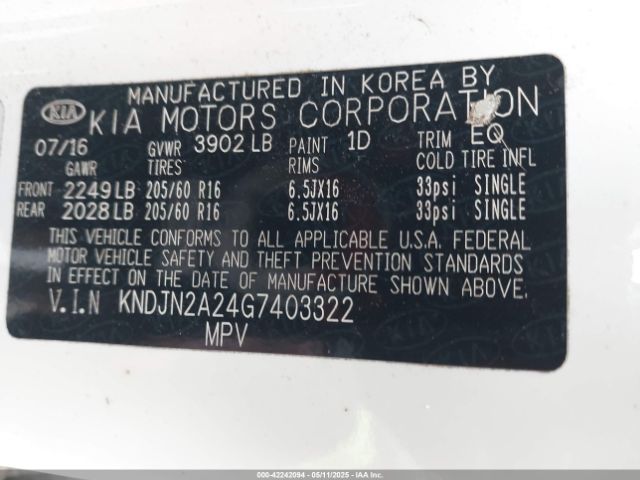 MANUFACTURED IN KOREA BY
KIA KIA MOTORS CORPORATION
07/16 GVWR 3902 LB PAINT 1D TRIM EQ
GAWR TIRES RIMS COLD TIRE INFL
FRONT 2249 LB 205/60 R16 6.5JX16 33psi SINGLE
REAR 2028 LB 205/60 R16 6.5JX16 33psi SINGLE
THIS VEHICLE CONFORMS TO ALL APPLICABLE U.S.A. FEDERAL
MOTOR VEHICLE SAFETY AND THEFT PREVENTION STANDARDS
IN EFFECT ON THE DATE OF MANUFACTURE SHOWN ABOVE.
V.I.N KNDJN2A24G7403322
MPV
000-42242094 - 05/11/2025 - IAAI.com